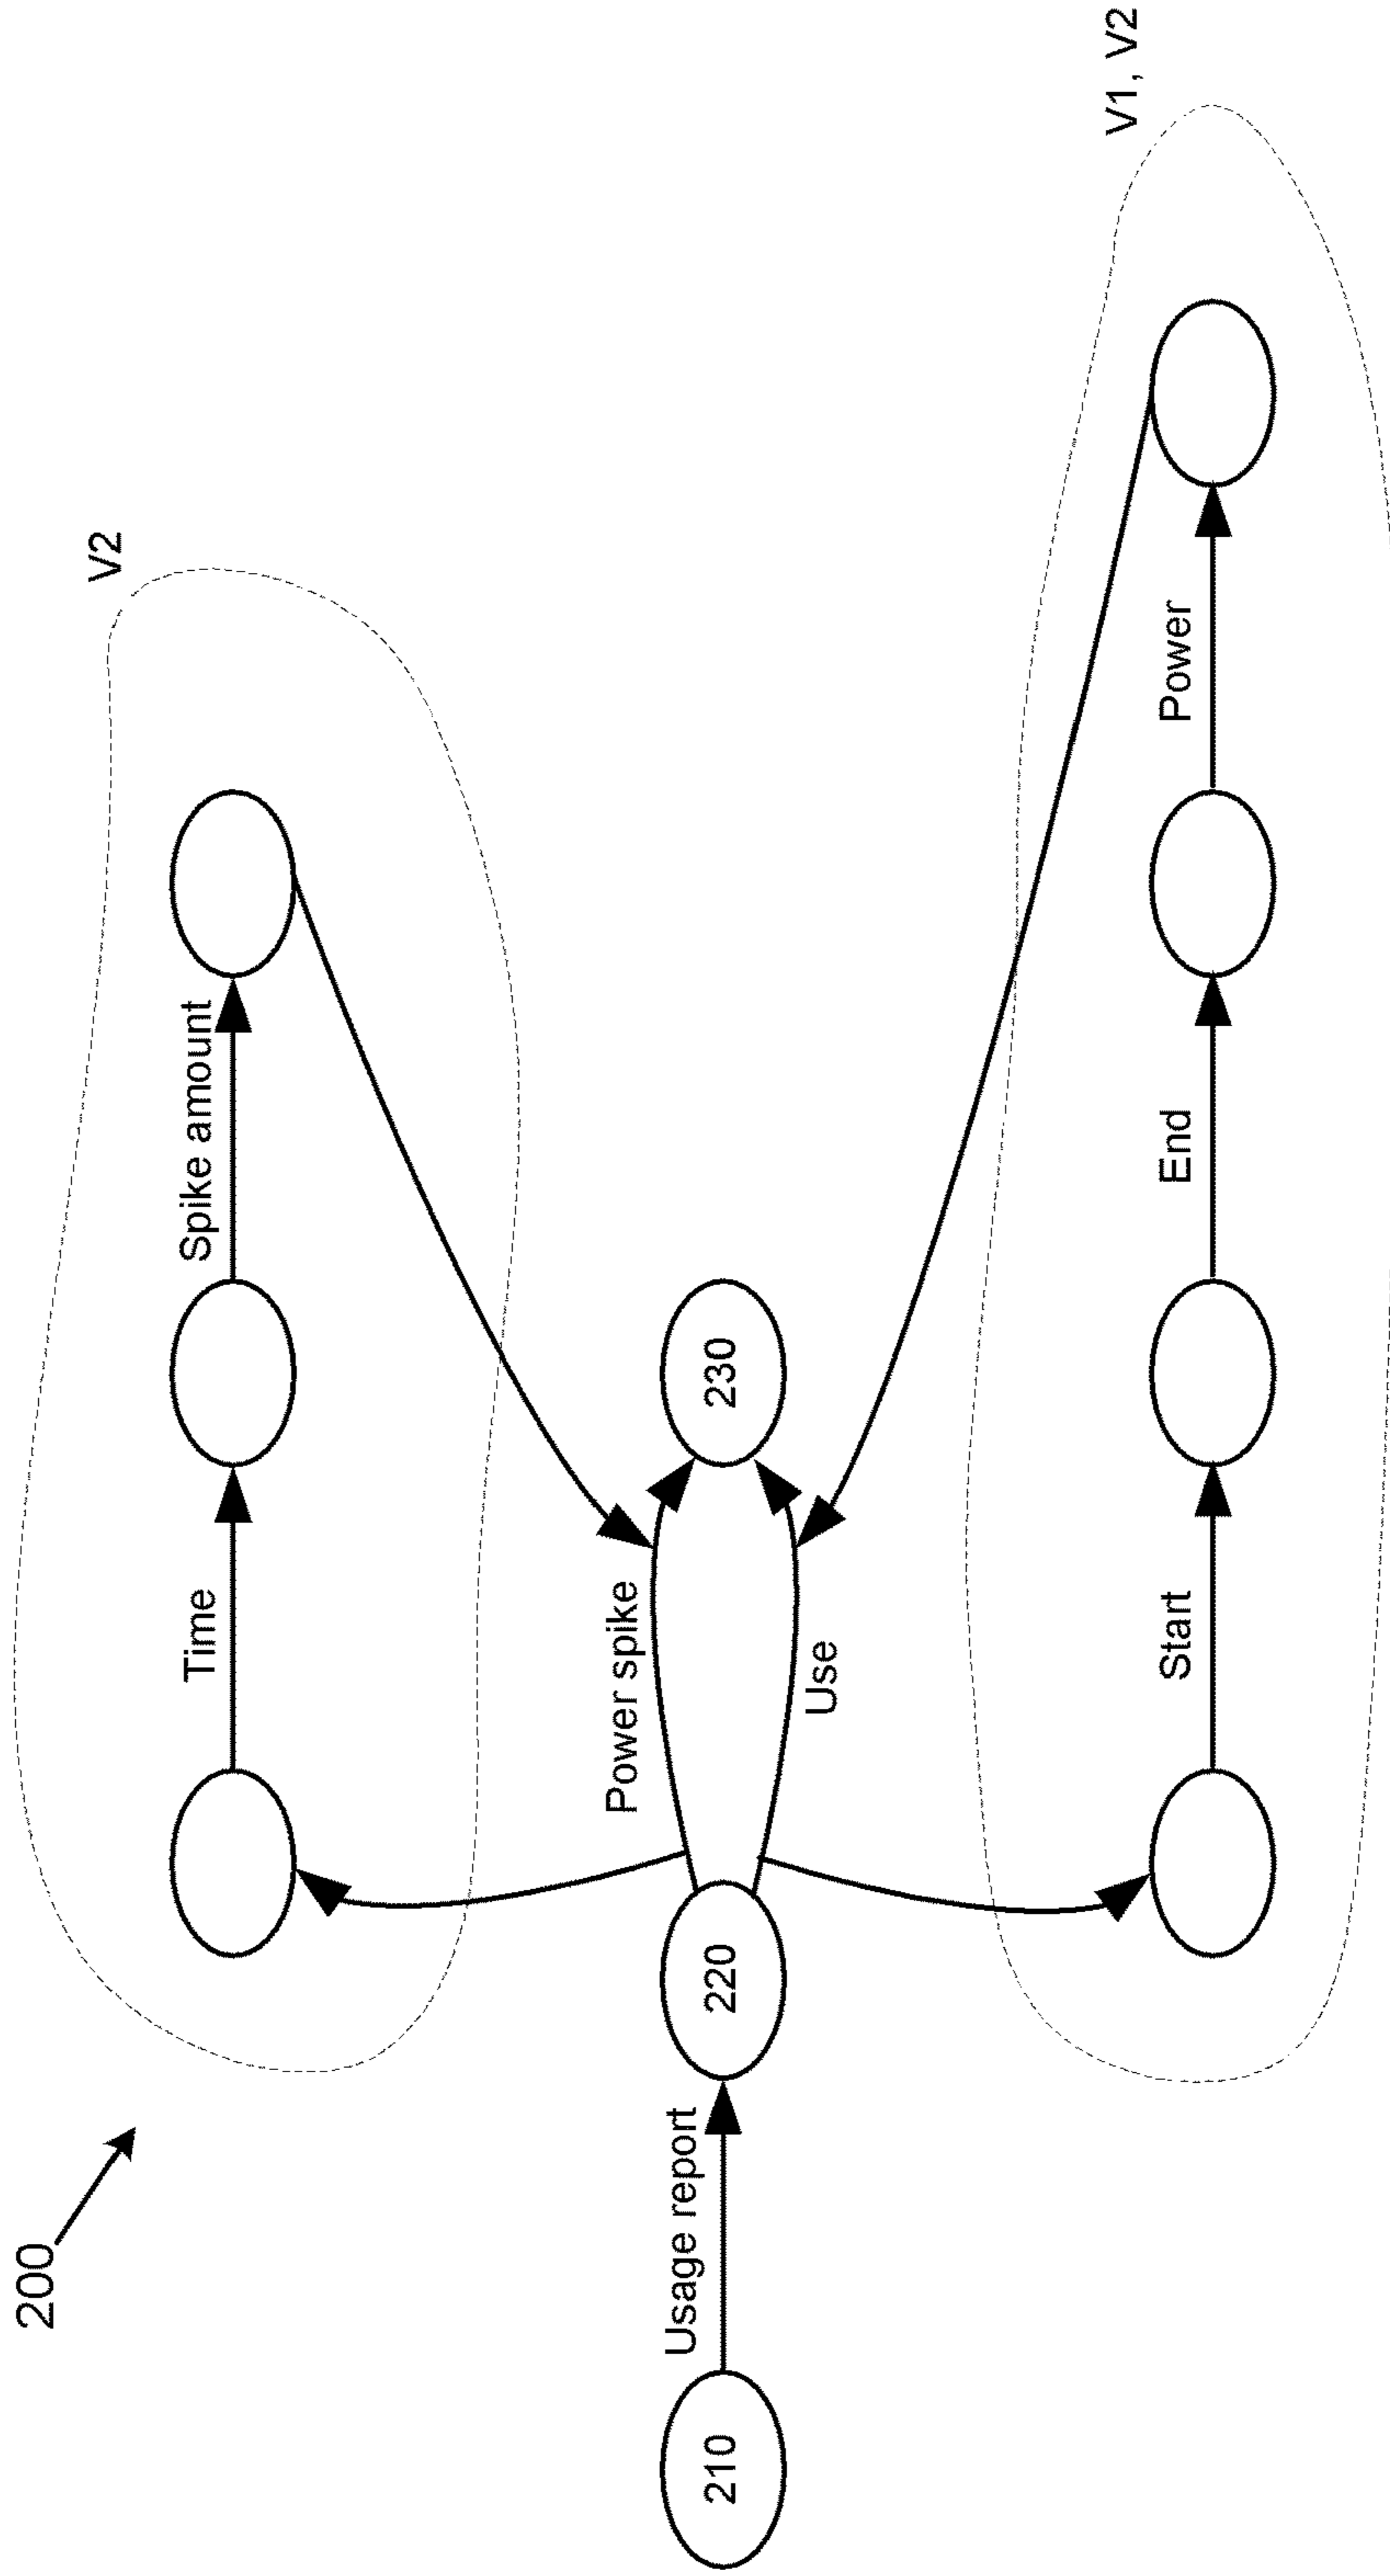 200
V2
Time
Spike amount
Power spike
Usage report
210
220
230
Use
V1, V2
Start
End
Power